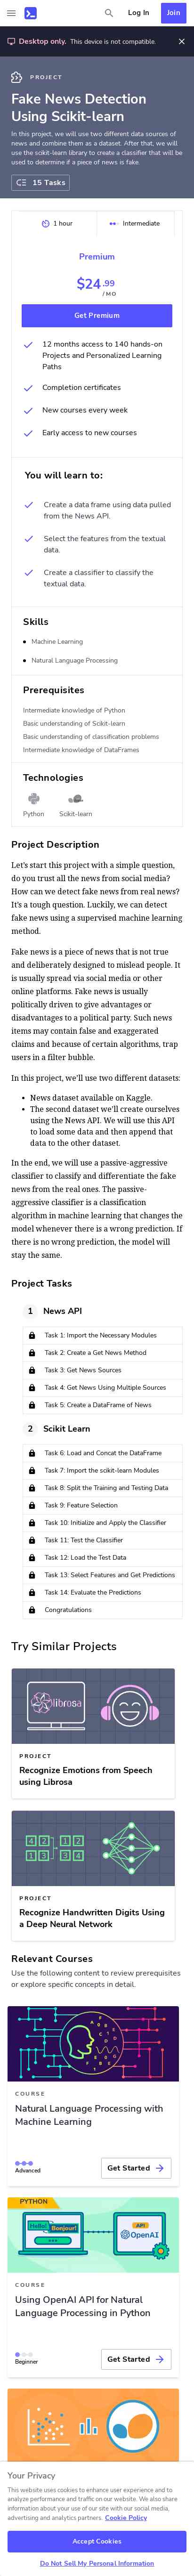 Log In
Join
Desktop only. This device is not compatible.
PROJECT
Fake News Detection
Using Scikit-learn
In this project, we will use two different data sources of
news and combine them as a dataset. After that, we will
use the scikit-learn library to create a classifier that will be
used to determine if a piece of news is fake.
15 Tasks
1 hour
Intermediate
Premium
$24.99
/MO
Get Premium
12 months access to 140 hands-on
Projects and Personalized Learning
Paths
Completion certificates
New courses every week
Early access to new courses
You will learn to:
Create a data frame using data pulled
from the News API.
Select the features from the textual
data.
Create a classifier to classify the
textual data.
Skills
Machine Learning
Natural Language Processing
Prerequisites
Intermediate knowledge of Python
Basic understanding of Scikit-learn
Basic understanding of classification problems
Intermediate knowledge of DataFrames
Technologies
Python
Scikit-learn
Project Description
Let's start this project with a simple question,
do you trust all the news from social media?
How can we detect fake news from real news?
It's a tough question. Luckily, we can detect
fake news using a supervised machine learning
method.
Fake news is a piece of news that is not true
and deliberately designed to mislead people. It
is usually spread via social media or other
online platforms. Fake news is usually
politically driven to give advantages or
disadvantages to a political party. Such news
items may contain false and exaggerated
claims and because of certain algorithms, trap
users in a filter bubble.
In this project, we'll use two different datasets:
News dataset available on Kaggle.
The second dataset we'll create ourselves
using the News API. We will use this API
to load some data and then append that
data to the other dataset.
In the end, we will use a passive-aggressive
classifier to classify and differentiate the fake
news from the real ones. The passive-
aggressive classifier is a classification
algorithm in machine learning that changes the
model whenever there is a wrong prediction. If
there is no wrong prediction, the model will
stay the same.
Project Tasks
1 News API
Task 1: Import the Necessary Modules
Task 2: Create a Get News Method
Task 3: Get News Sources
Task 4: Get News Using Multiple Sources
Task 5: Create a DataFrame of News
2 Scikit Learn
Task 6: Load and Concat the DataFrame
Task 7: Import the scikit-learn Modules
Task 8: Split the Training and Testing Data
Task 9: Feature Selection
Task 10: Initialize and Apply the Classifier
Task 11: Test the Classifier
Task 12: Load the Test Data
Task 13: Select Features and Get Predictions
Task 14: Evaluate the Predictions
Congratulations
Try Similar Projects
librosa
PROJECT
Recognize Emotions from Speech
using Librosa
4 2 1 2
3 1 4 3
PROJECT
Recognize Handwritten Digits Using
a Deep Neural Network
Relevant Courses
Use the following content to review prerequisites
or explore specific concepts in detail.
COURSE
Natural Language Processing with
Machine Learning
Advanced
Get Started
PYTHON
Hello!
Bonjour!
API
OpenAI
COURSE
Using OpenAI API for Natural
Language Processing in Python
Beginner
Get Started
Your Privacy
This website uses cookies to enhance user experience and to
analyze performance and traffic on our website. We may also share
information about your use of our site with our social media,
advertising and analytics partners. Cookie Policy
Accept Cookies
Do Not Sell My Personal Information